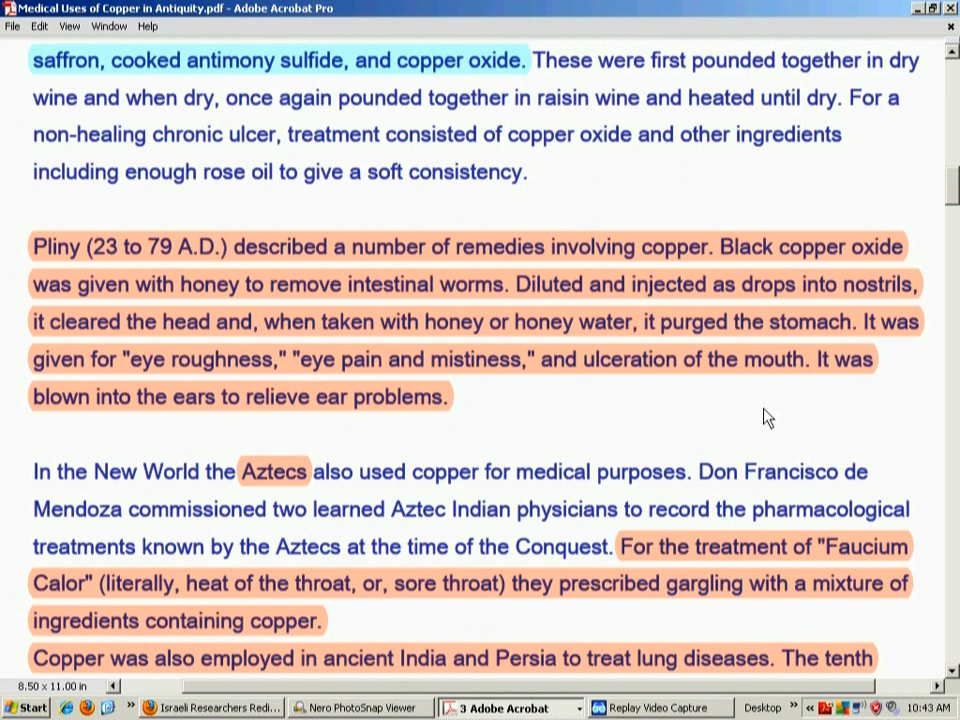 Medical Uses of Copper in Antiquity.pdf - Adobe Acrobat Pro
File Edit View Window Help
saffron, cooked antimony sulfide, and copper oxide. These were first pounded together in dry
wine and when dry, once again pounded together in raisin wine and heated until dry. For a
non-healing chronic ulcer, treatment consisted of copper oxide and other ingredients
including enough rose oil to give a soft consistency.
Pliny (23 to 79 A.D.) described a number of remedies involving copper. Black copper oxide
was given with honey to remove intestinal worms. Diluted and injected as drops into nostrils,
it cleared the head and, when taken with honey or honey water, it purged the stomach. It was
given for "eye roughness," "eye pain and mistiness," and ulceration of the mouth. It was
blown into the ears to relieve ear problems.
In the New World the Aztecs also used copper for medical purposes. Don Francisco de
Mendoza commissioned two learned Aztec Indian physicians to record the pharmacological
treatments known by the Aztecs at the time of the Conquest. For the treatment of "Faucium
Calor" (literally, heat of the throat, or, sore throat) they prescribed gargling with a mixture of
ingredients containing copper.
Copper was also employed in ancient India and Persia to treat lung diseases. The tenth
8.50 x 11.00 in
Start » Israeli Researchers Redi... Nero PhotoSnap Viewer 3 Adobe Acrobat Replay Video Capture Desktop » « 10:43 AM